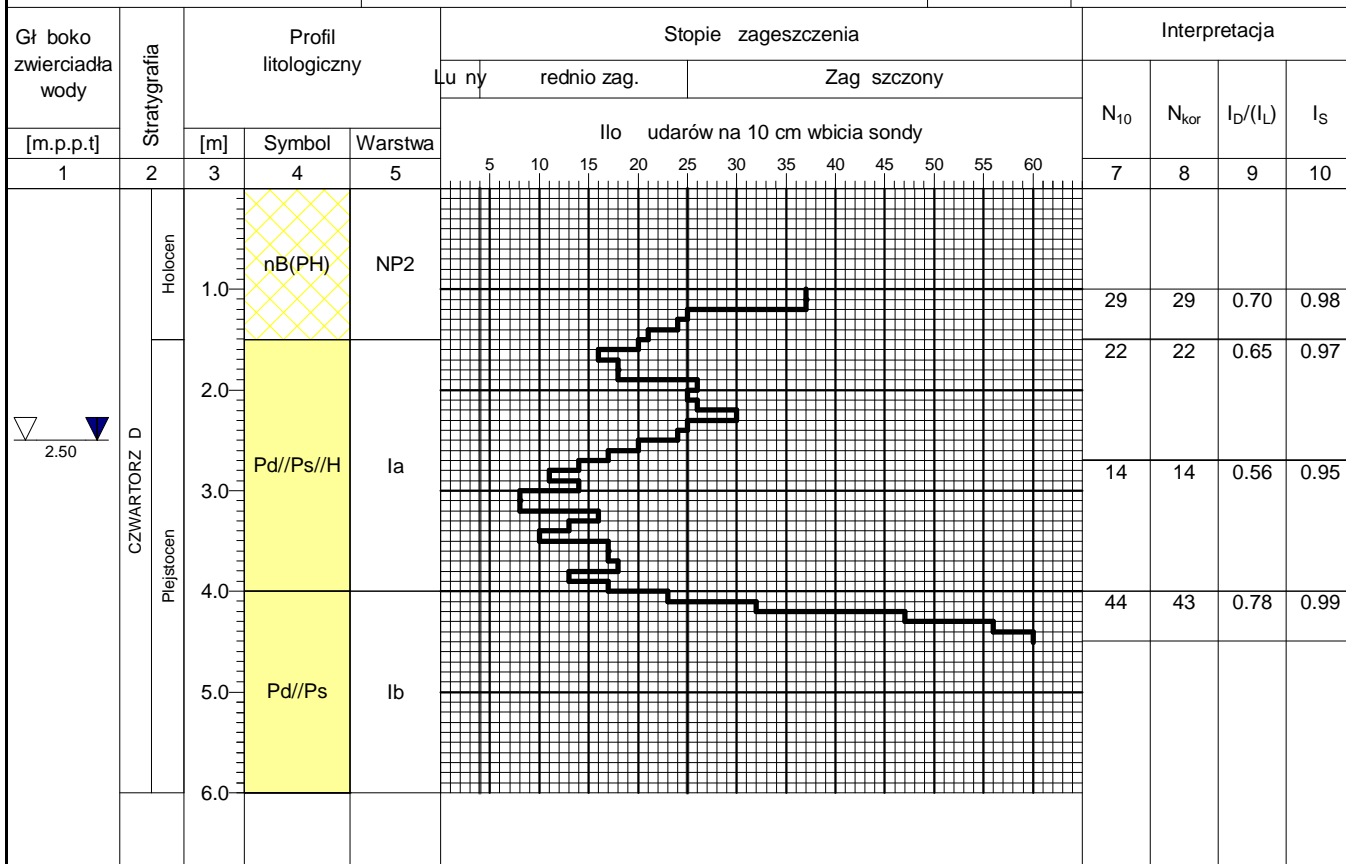 Gł boko
zwierciadła
wody
[m.p.p.t]
1
Stratygrafia
2
Profil
litologiczny
[m]
Symbol
Warstwa
3
4
5
Stopie zageszczenia
Lu ny
rednio zag.
Zag szczony
Ilo udarów na 10 cm wbicia sondy
5 10 15 20 25 30 35 40 45 50 55 60
Interpretacja
N10
Nkor
ID/(IL)
IS
7
8
9
10
Holocen
nB(PH)
NP2
1.0
29 29 0.70 0.98
22 22 0.65 0.97
2.0
2.50
CZWARTORZ D
Plejstocen
Pd//Ps//H
Ia
14 14 0.56 0.95
3.0
4.0
44 43 0.78 0.99
Pd//Ps
Ib
5.0
6.0